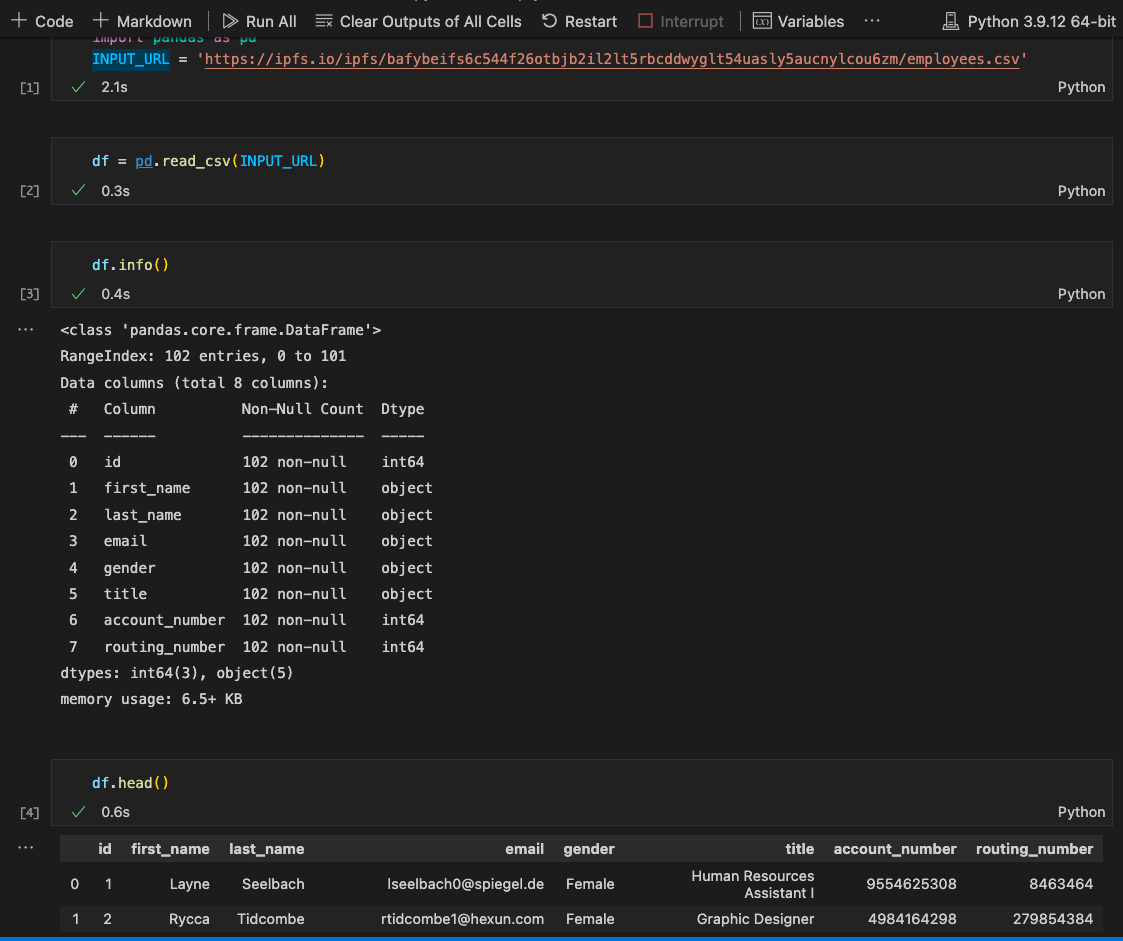 Code Markdown Run All Clear Outputs of All Cells Restart Interrupt Variables ··· Python 3.9.12 64-bit
import pandas as pd
INPUT_URL = 'https://ipfs.io/ipfs/bafybeifs6c544f26otbjb2il2lt5rbcddwyglt54uasly5aucnylcou6zm/employees.csv'
[1] 2.1s Python
df = pd.read_csv(INPUT_URL)
[2] 0.3s Python
df.info()
[3] 0.4s Python
<class 'pandas.core.frame.DataFrame'>
RangeIndex: 102 entries, 0 to 101
Data columns (total 8 columns):
# Column Non-Null Count Dtype
--- ------ -------------- -----
0 id 102 non-null int64
1 first_name 102 non-null object
2 last_name 102 non-null object
3 email 102 non-null object
4 gender 102 non-null object
5 title 102 non-null object
6 account_number 102 non-null int64
7 routing_number 102 non-null int64
dtypes: int64(3), object(5)
memory usage: 6.5+ KB
df.head()
[4] 0.6s Python
id first_name last_name email gender title account_number routing_number
0 1 Layne Seelbach lseelbach0@spiegel.de Female Human Resources Assistant I 9554625308 8463464
1 2 Rycca Tidcombe rtidcombe1@hexun.com Female Graphic Designer 4984164298 279854384